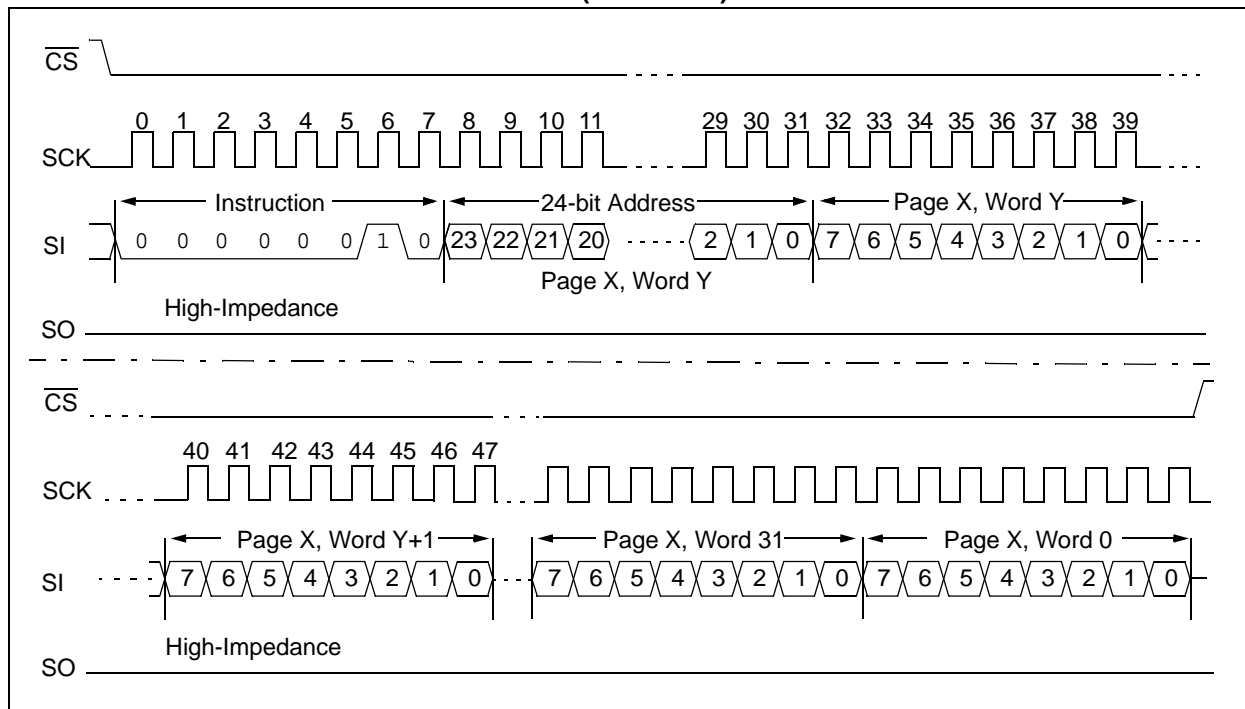 CS
0 1 2 3 4 5 6 7 8 9 10 11 29 30 31 32 33 34 35 36 37 38 39
SCK
Instruction 24-bit Address Page X, Word Y
SI 0 0 0 0 0 0 1 0 23 22 21 20 2 1 0 7 6 5 4 3 2 1 0
Page X, Word Y
High-Impedance
SO
CS
40 41 42 43 44 45 46 47
SCK
Page X, Word Y+1 Page X, Word 31 Page X, Word 0
SI 7 6 5 4 3 2 1 0 7 6 5 4 3 2 1 0 7 6 5 4 3 2 1 0
High-Impedance
SO